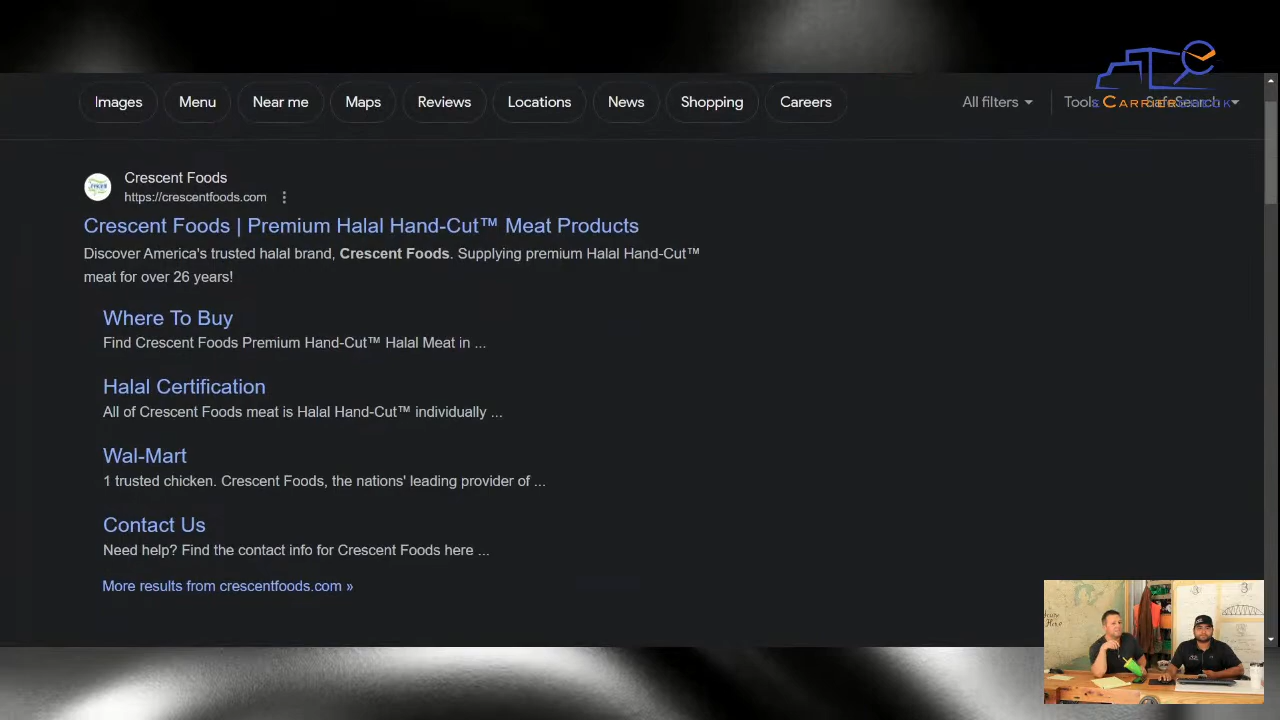 Images
Menu
Near me
Maps
Reviews
Locations
News
Shopping
Careers
All filters
Tools
SafeSearch
Crescent Foods
https://crescentfoods.com
Crescent Foods | Premium Halal Hand-Cut™ Meat Products
Discover America's trusted halal brand, Crescent Foods. Supplying premium Halal Hand-Cut™
meat for over 26 years!
Where To Buy
Find Crescent Foods Premium Hand-Cut™ Halal Meat in ...
Halal Certification
All of Crescent Foods meat is Halal Hand-Cut™ individually ...
Wal-Mart
1 trusted chicken. Crescent Foods, the nations' leading provider of ...
Contact Us
Need help? Find the contact info for Crescent Foods here ...
More results from crescentfoods.com »